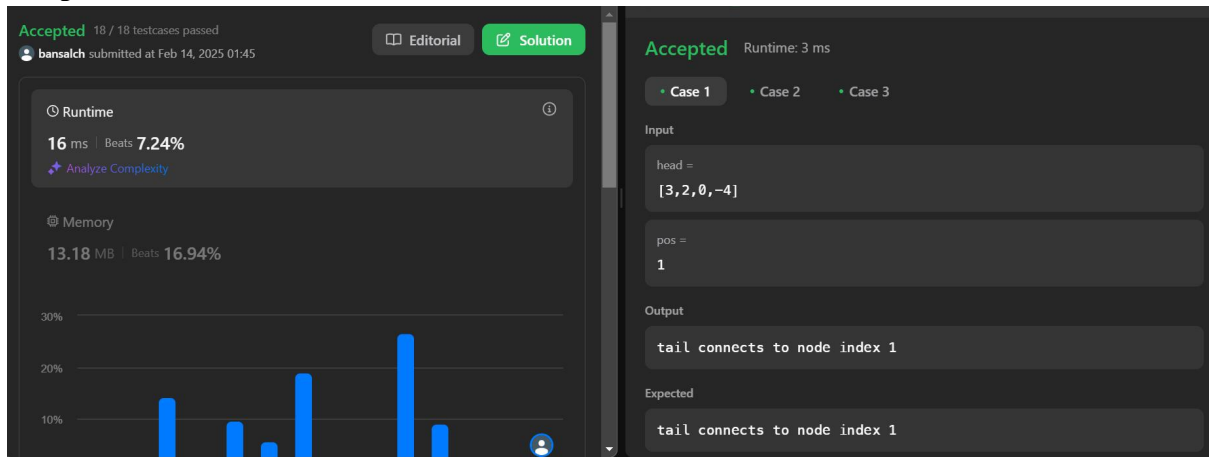 Accepted 18 / 18 testcases passed
bansalch submitted at Feb 14, 2025 01:45
Editorial
Solution
Runtime
16 ms | Beats 7.24%
Analyze Complexity
Memory
13.18 MB | Beats 16.94%
30%
20%
10%
Accepted Runtime: 3 ms
• Case 1 • Case 2 • Case 3
Input
head =
[3,2,0,-4]
pos =
1
Output
tail connects to node index 1
Expected
tail connects to node index 1